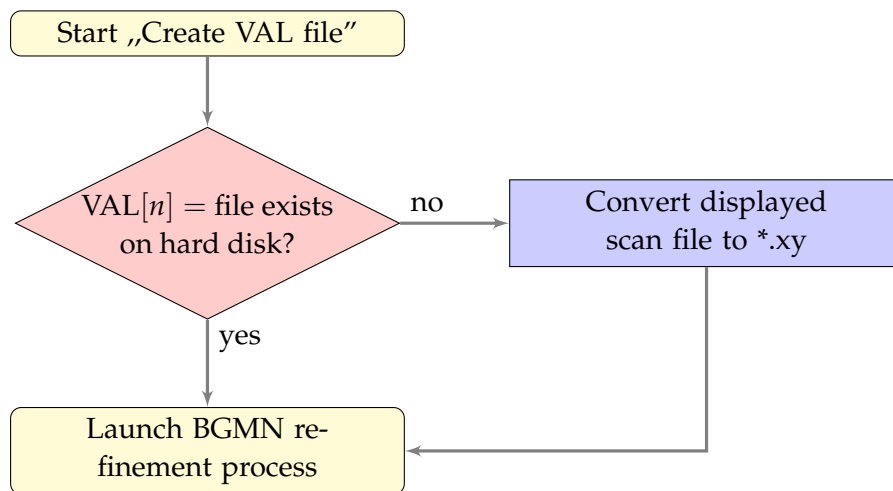 Start ,,Create VAL file”
VAL[n] = file exists
on hard disk?
no
Convert displayed
scan file to *.xy
yes
Launch BGMN re-
finement process